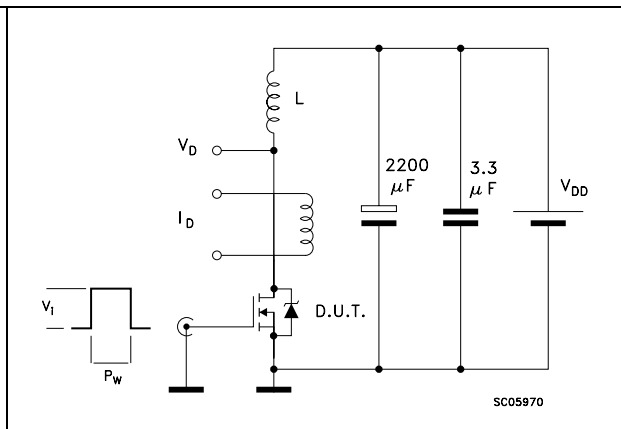 L
V_D
2200
μF
3.3
μF
V_DD
I_D
V_i
D.U.T.
P_W
SC05970